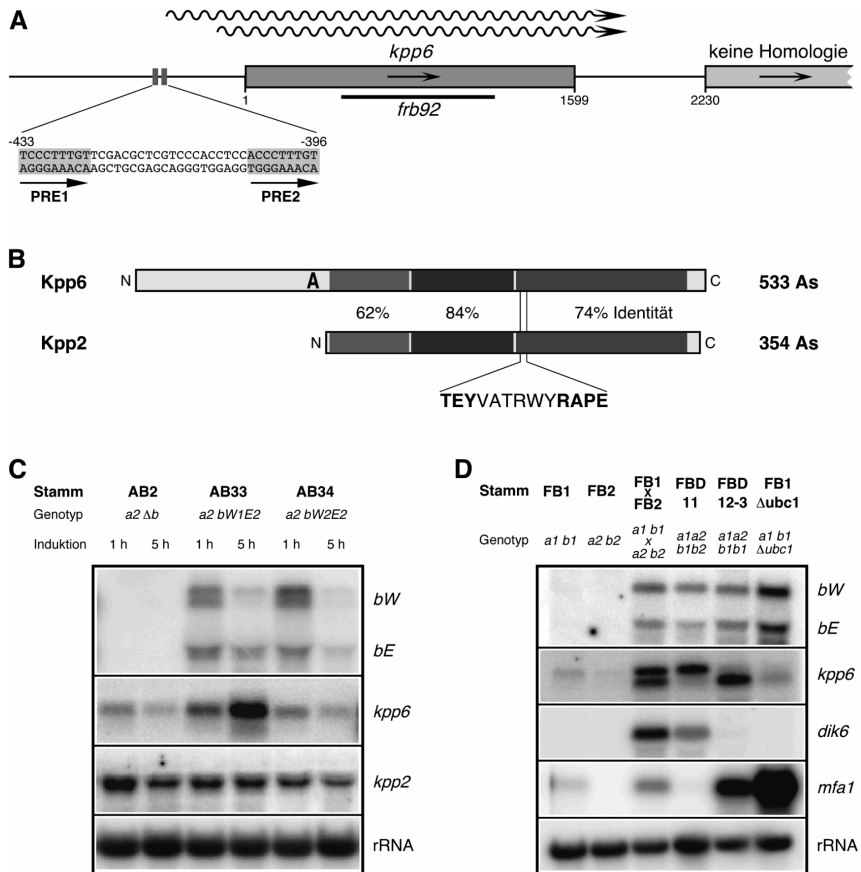 A
kpp6
keine Homologie
1
1599
2230
frb92
-433
-396
TCCCTTTGTTCGACGCTCGTCCCACCTCCACCCTTTGT
AGGGAAACAAGCTGCGAGCAGGGTGGAGGTGGGAAACA
PRE1
PRE2
B
Kpp6
N
A
C
533 As
62%
84%
74% Identität
Kpp2
N
C
354 As
TEYVATRWYRAPE
C
Stamm AB2 AB33 AB34
Genotyp a2 Δb a2 bW1E2 a2 bW2E2
Induktion 1 h 5 h 1 h 5 h 1 h 5 h
bW
bE
kpp6
kpp2
rRNA
D
Stamm FB1 FB2 FB1 x FB2 FBD 11 FBD 12-3 FB1 Δubc1
Genotyp a1 b1 a2 b2 a1 b1 x a2 b2 a1a2 b1b2 a1a2 b1b1 a1 b1 Δubc1
bW
bE
kpp6
dik6
mfa1
rRNA